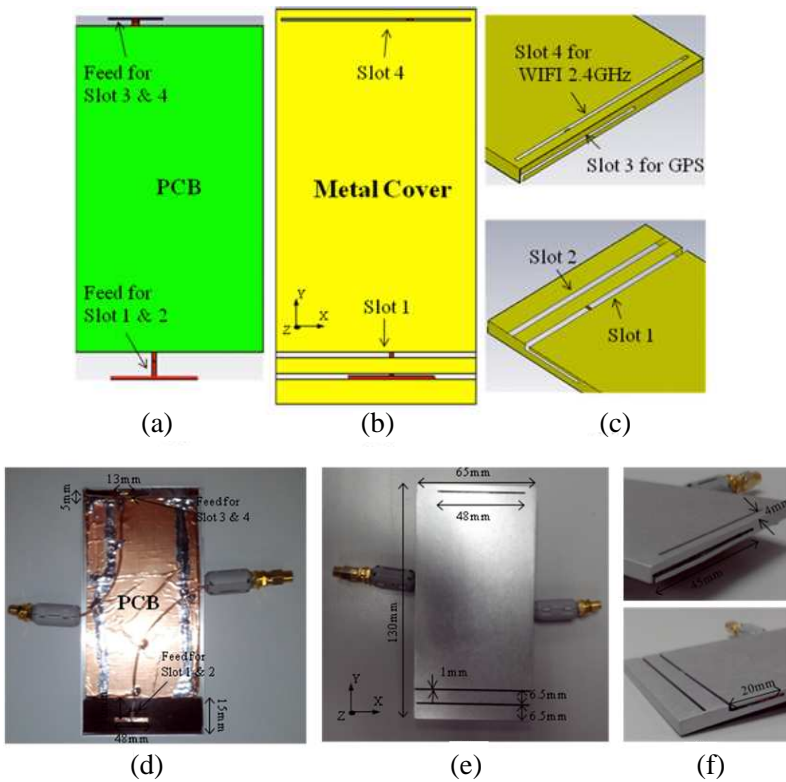 Feed for
Slot 3 & 4
PCB
Feed for
Slot 1 & 2
Slot 4
Metal Cover
Slot 1
Y
X
Z
Slot 4 for
WIFI 2.4GHz
Slot 3 for GPS
Slot 2
Slot 1
(a)
(b)
(c)
13mm
5mm
Feed for
Slot 3 & 4
PCB
Feed for
Slot 1 & 2
15mm
48mm
65mm
48mm
130mm
1mm
6.5mm
6.5mm
Y
X
Z
4mm
45mm
20mm
(d)
(e)
(f)